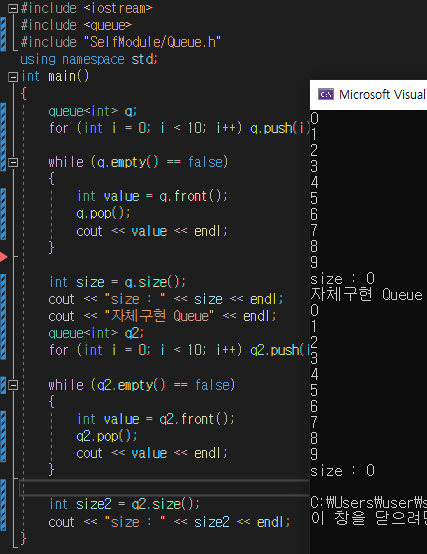 #include <iostream>
#include <queue>
#include "SelfModule/Queue.h"
using namespace std;
int main()
{
queue<int> q;
for (int i = 0; i < 10; i++) q.push(i)
while (q.empty() == false)
{
int value = q.front();
q.pop();
cout << value << endl;
}
int size = q.size();
cout << "size : " << size << endl;
cout << "자체구현 Queue" << endl;
queue<int> q2;
for (int i = 0; i < 10; i++) q2.push(i
while (q2.empty() == false)
{
int value = q2.front();
q2.pop();
cout << value << endl;
}
int size2 = q2.size();
cout << "size : " << size2 << endl;
}
Microsoft Visual
0
1
2
3
4
5
6
7
8
9
size : 0
자체구현 Queue
0
1
2
3
4
5
6
7
8
9
size : 0
C:₩Users₩user₩s
이 창을 닫으려면